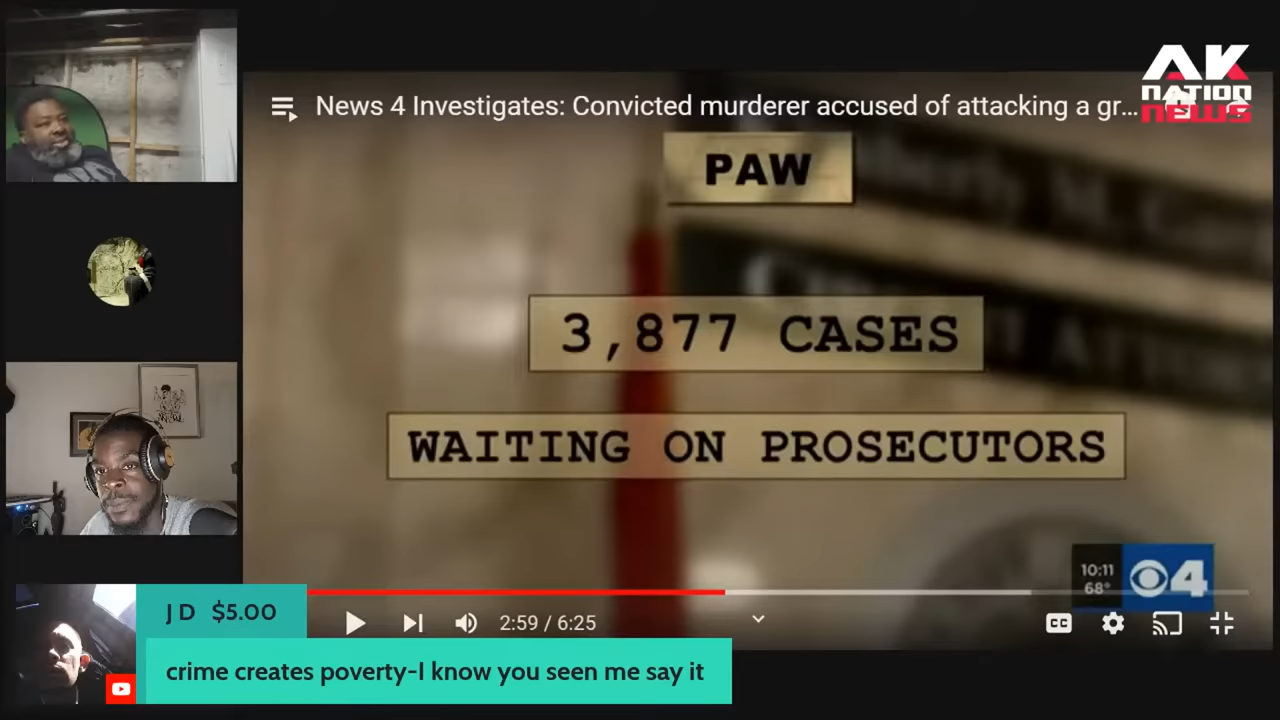 News 4 Investigates: Convicted murderer accused of attacking a gr...
AK
NATION
NEWS
PAW
3,877 CASES
WAITING ON PROSECUTORS
10:11
68°
4
J D $5.00
2:59 / 6:25
CC
crime creates poverty-I know you seen me say it